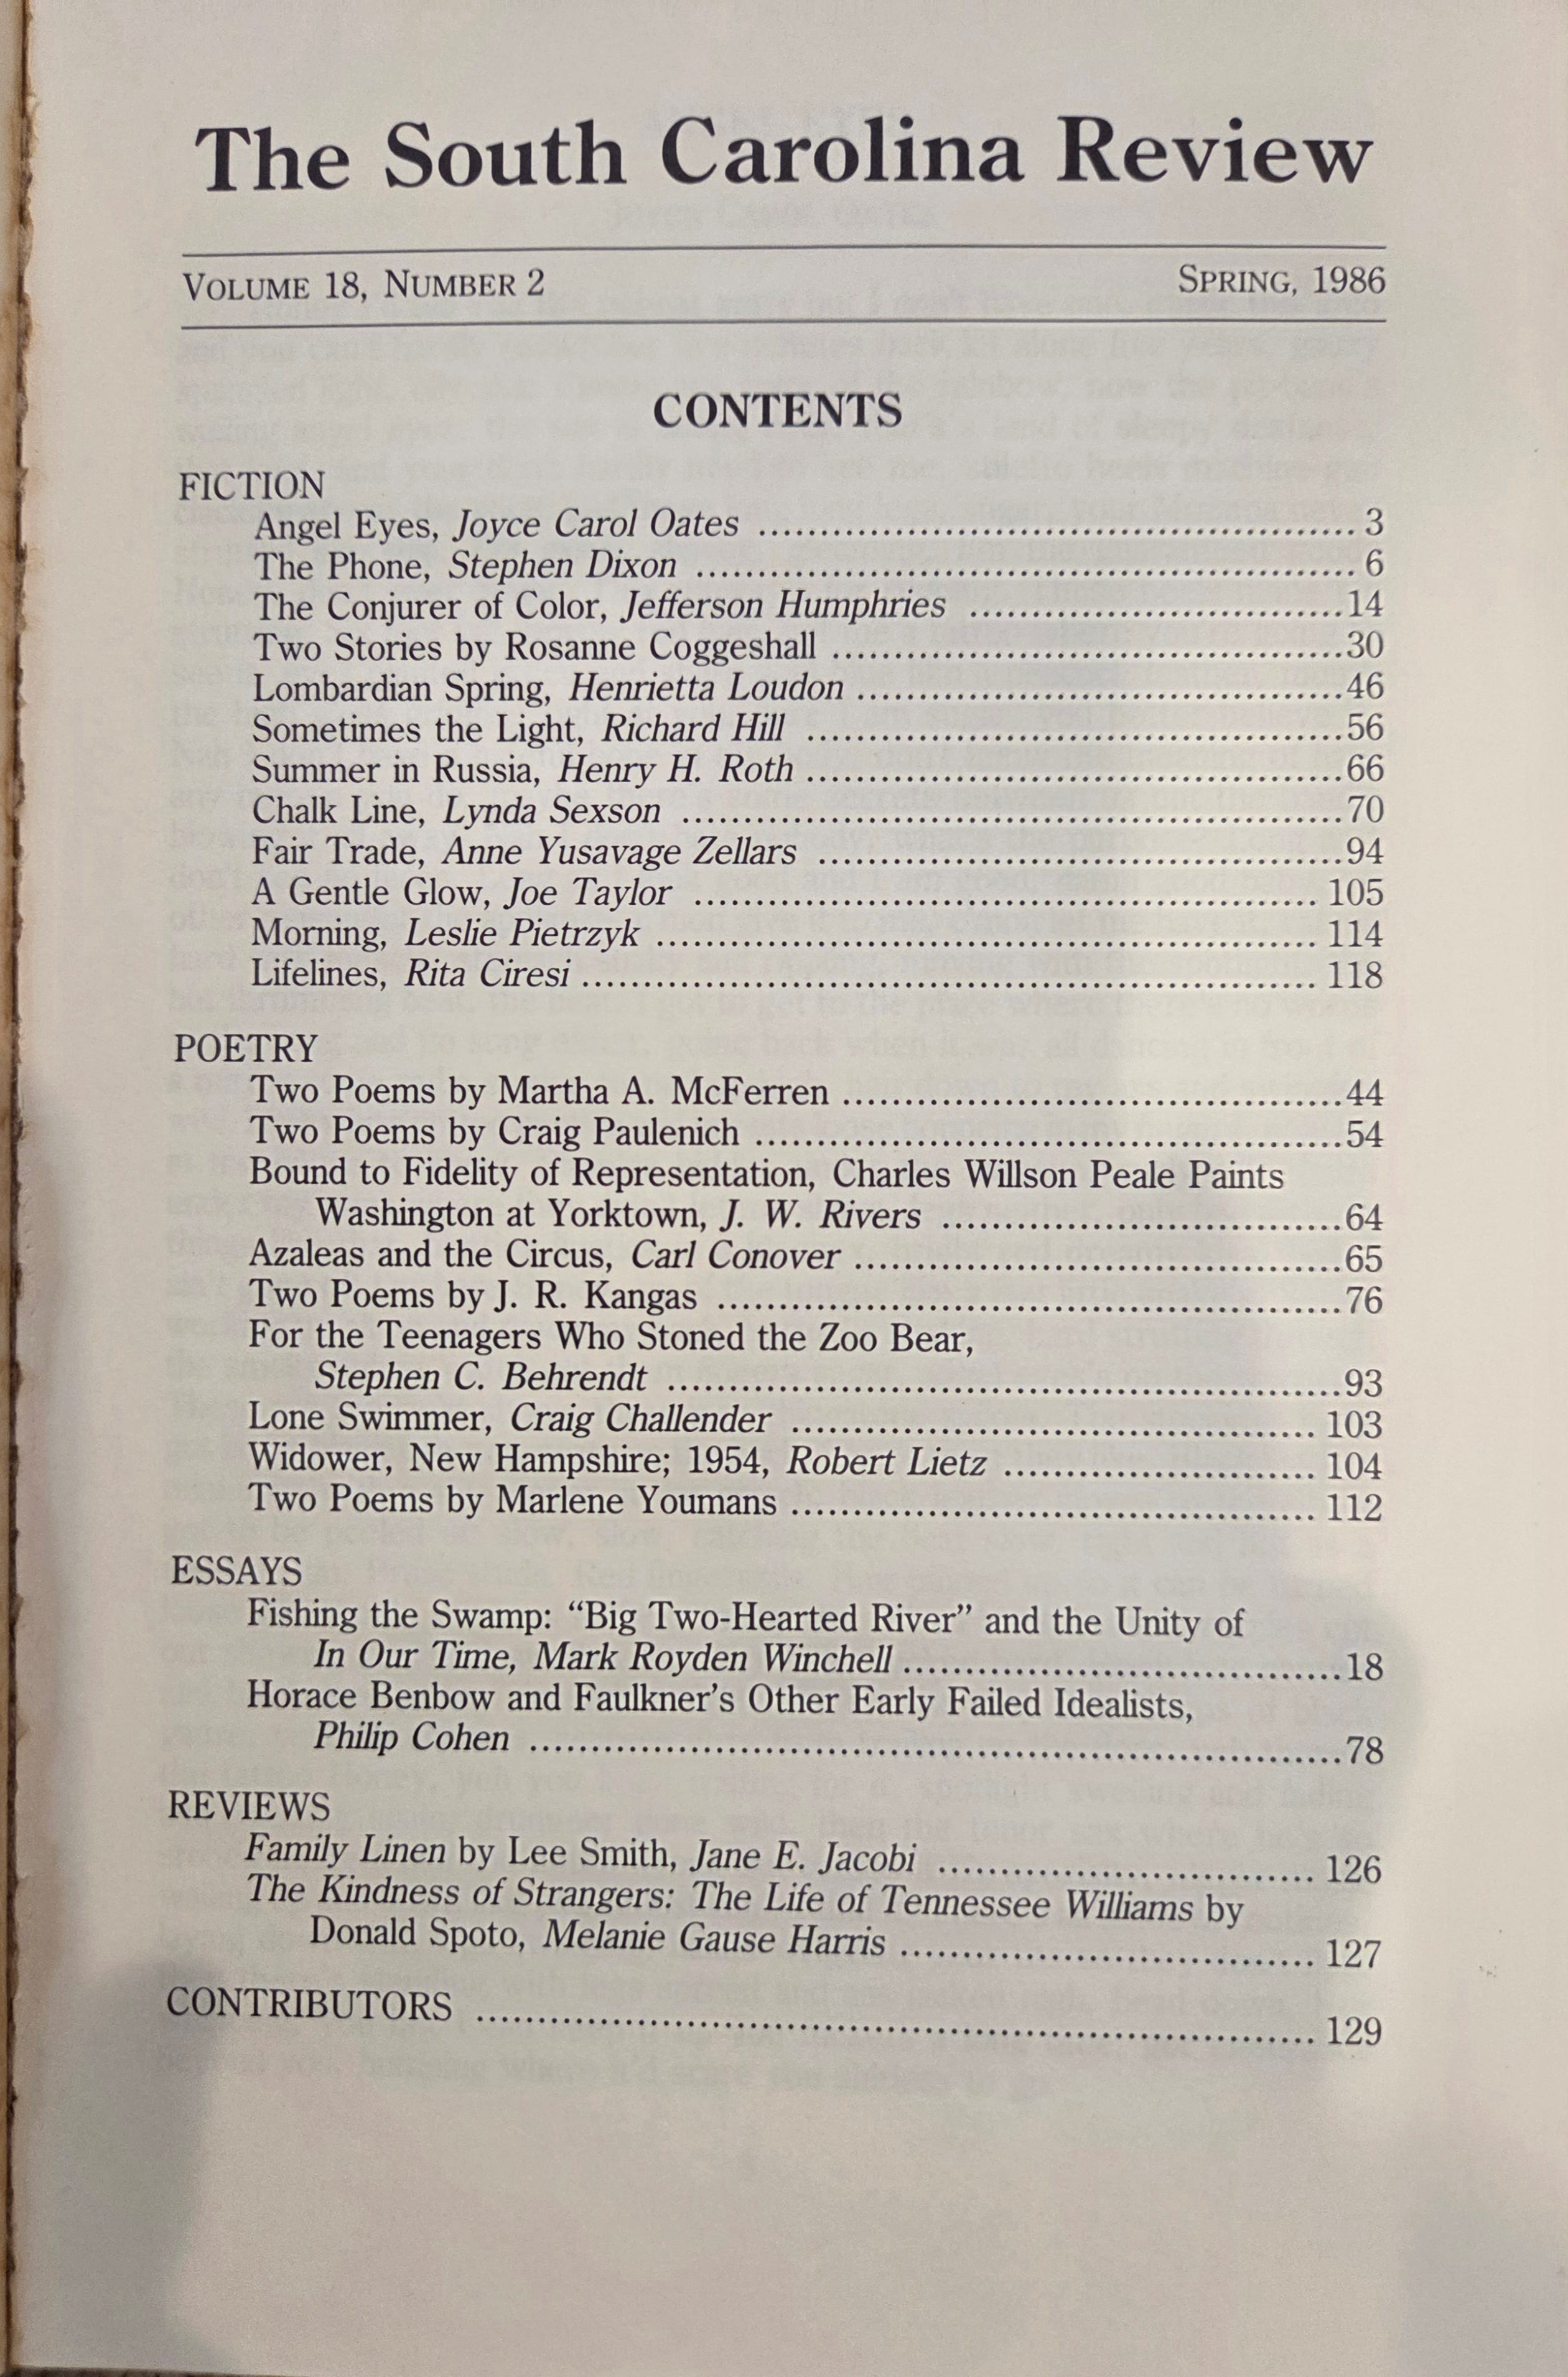 The South Carolina Review
VOLUME 18, NUMBER 2 SPRING, 1986
CONTENTS
FICTION
Angel Eyes, Joyce Carol Oates ........ 3
The Phone, Stephen Dixon ........ 6
The Conjurer of Color, Jefferson Humphries ........ 14
Two Stories by Rosanne Coggeshall ........ 30
Lombardian Spring, Henrietta Loudon ........ 46
Sometimes the Light, Richard Hill ........ 56
Summer in Russia, Henry H. Roth ........ 66
Chalk Line, Lynda Sexson ........ 70
Fair Trade, Anne Yusavage Zellars ........ 94
A Gentle Glow, Joe Taylor ........ 105
Morning, Leslie Pietrzyk ........ 114
Lifelines, Rita Ciresi ........ 118
POETRY
Two Poems by Martha A. McFerren ........ 44
Two Poems by Craig Paulenich ........ 54
Bound to Fidelity of Representation, Charles Willson Peale Paints
Washington at Yorktown, J. W. Rivers ........ 64
Azaleas and the Circus, Carl Conover ........ 65
Two Poems by J. R. Kangas ........ 76
For the Teenagers Who Stoned the Zoo Bear,
Stephen C. Behrendt ........ 93
Lone Swimmer, Craig Challender ........ 103
Widower, New Hampshire; 1954, Robert Lietz ........ 104
Two Poems by Marlene Youmans ........ 112
ESSAYS
Fishing the Swamp: “Big Two-Hearted River” and the Unity of
In Our Time, Mark Royden Winchell ........ 18
Horace Benbow and Faulkner’s Other Early Failed Idealists,
Philip Cohen ........ 78
REVIEWS
Family Linen by Lee Smith, Jane E. Jacobi ........ 126
The Kindness of Strangers: The Life of Tennessee Williams by
Donald Spoto, Melanie Gause Harris ........ 127
CONTRIBUTORS ........ 129